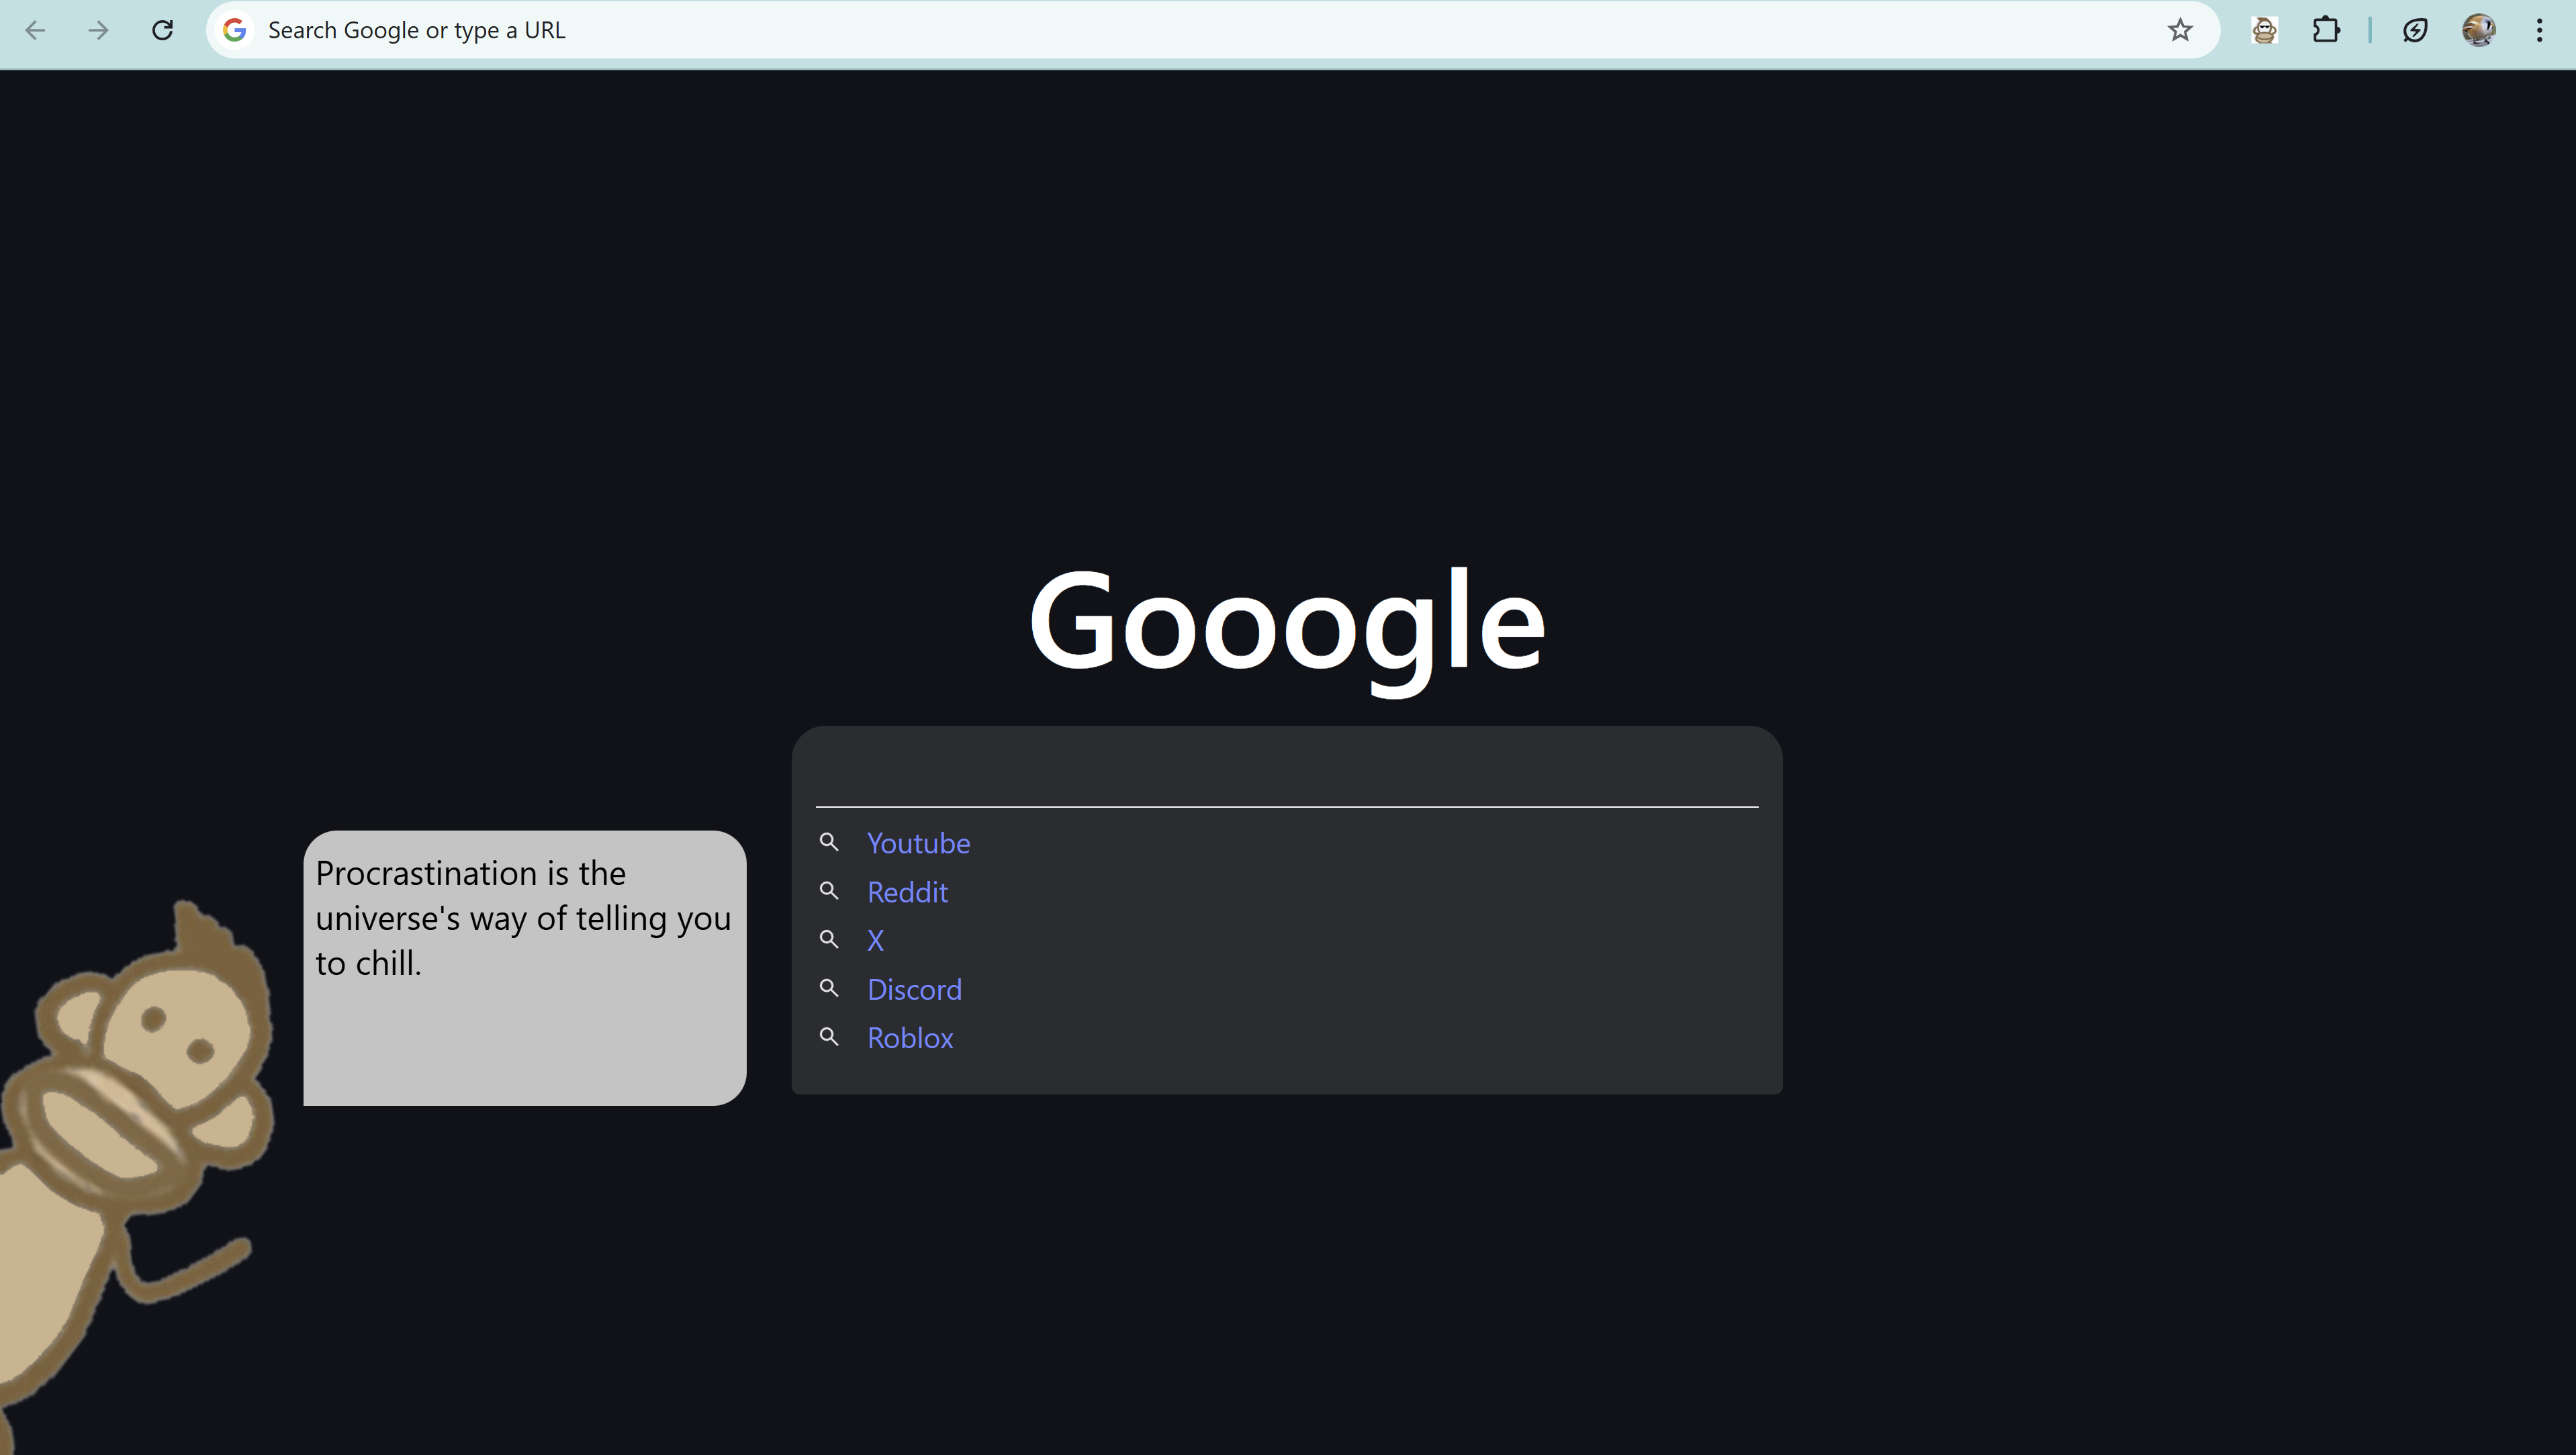 Search Google or type a URL
Gooogle
Procrastination is the
universe's way of telling you
to chill.
Youtube
Reddit
X
Discord
Roblox